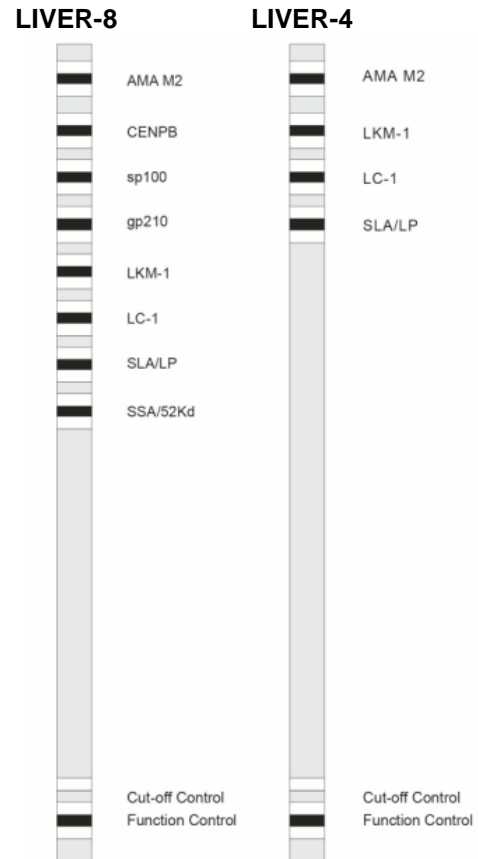 LIVER-8
AMA M2
CENPB
sp100
gp210
LKM-1
LC-1
SLA/LP
SSA/52Kd
Cut-off Control
Function Control
LIVER-4
AMA M2
LKM-1
LC-1
SLA/LP
Cut-off Control
Function Control